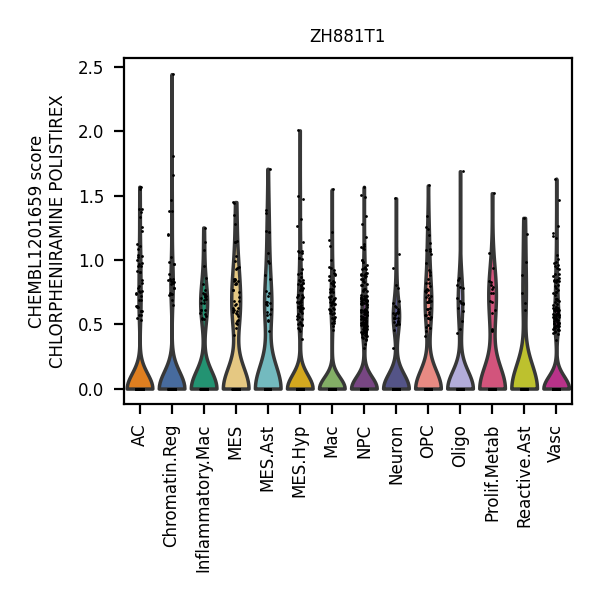 ZH881T1
CHEMBL1201659 score
CHLORPHENIRAMINE POLISTIREX
2.5
2.0
1.5
1.0
0.5
0.0
AC
Chromatin.Reg
Inflammatory.Mac
MES
MES.Ast
MES.Hyp
Mac
NPC
Neuron
OPC
Oligo
Prolif.Metab
Reactive.Ast
Vasc